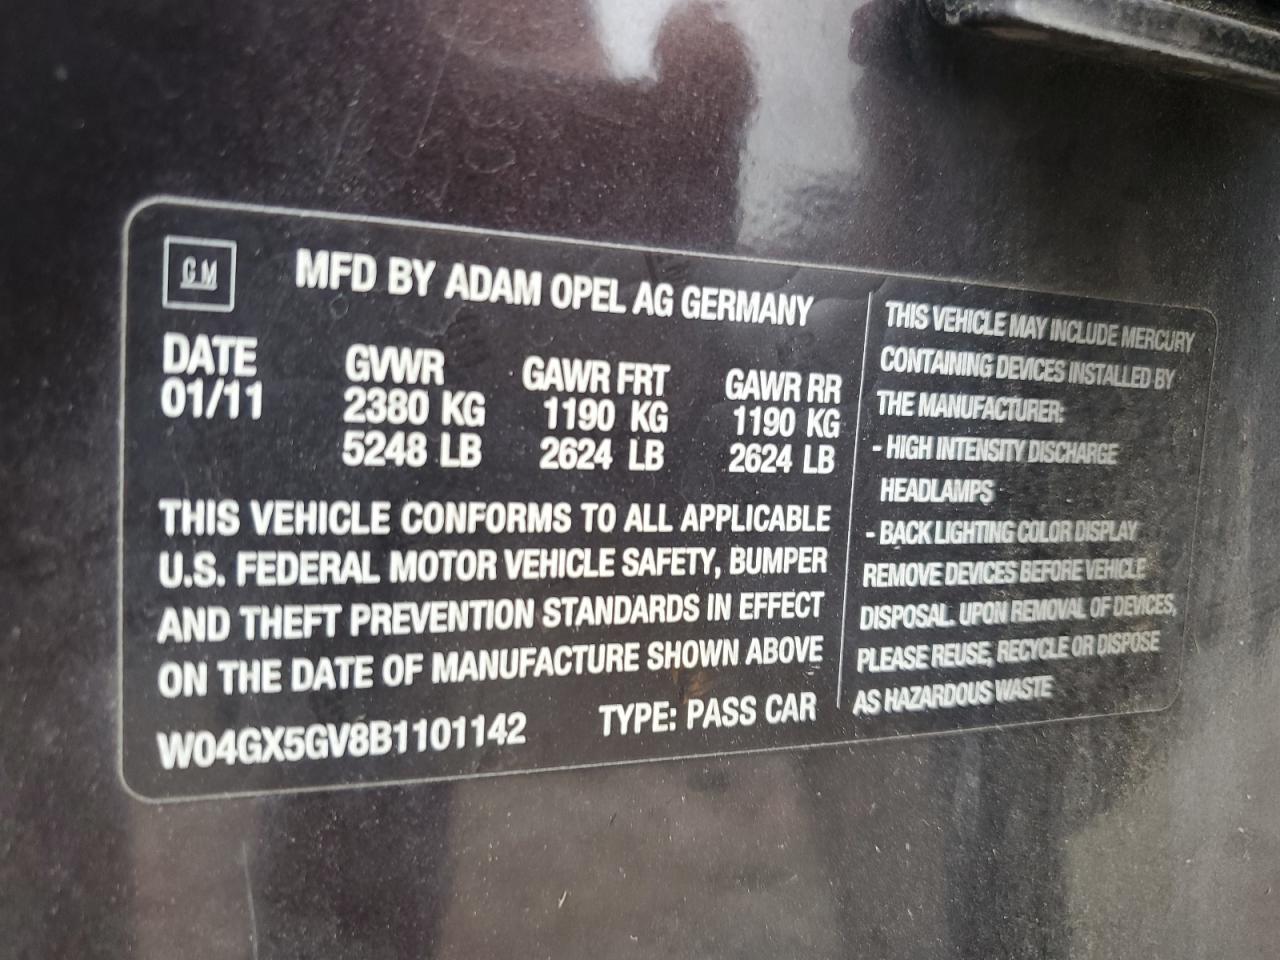 GM
MFD BY ADAM OPEL AG GERMANY
DATE
01/11
GVWR
2380 KG
5248 LB
GAWR FRT
1190 KG
2624 LB
GAWR RR
1190 KG
2624 LB
THIS VEHICLE CONFORMS TO ALL APPLICABLE
U.S. FEDERAL MOTOR VEHICLE SAFETY, BUMPER
AND THEFT PREVENTION STANDARDS IN EFFECT
ON THE DATE OF MANUFACTURE SHOWN ABOVE
W04GX5GV8B1101142 TYPE: PASS CAR
THIS VEHICLE MAY INCLUDE MERCURY
CONTAINING DEVICES INSTALLED BY
THE MANUFACTURER:
- HIGH INTENSITY DISCHARGE
HEADLAMPS
- BACK LIGHTING COLOR DISPLAY
REMOVE DEVICES BEFORE VEHICLE
DISPOSAL. UPON REMOVAL OF DEVICES,
PLEASE REUSE, RECYCLE OR DISPOSE
AS HAZARDOUS WASTE